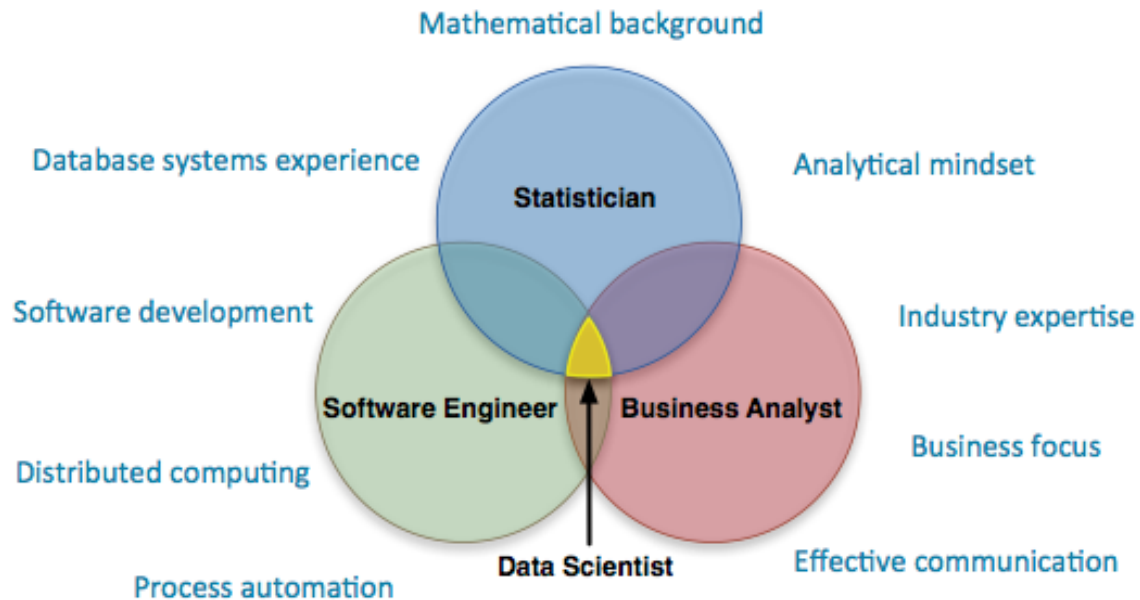 Mathematical background
Database systems experience
Analytical mindset
Statistician
Software development
Industry expertise
Software Engineer
Business Analyst
Business focus
Distributed computing
Data Scientist
Effective communication
Process automation